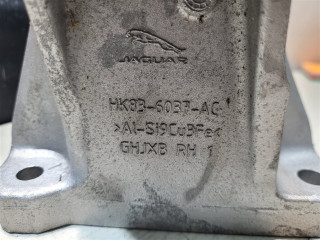 JAGUAR
HK83-6037-AC
>Al-Si9Cu3Fe<
GHJXB RH 1